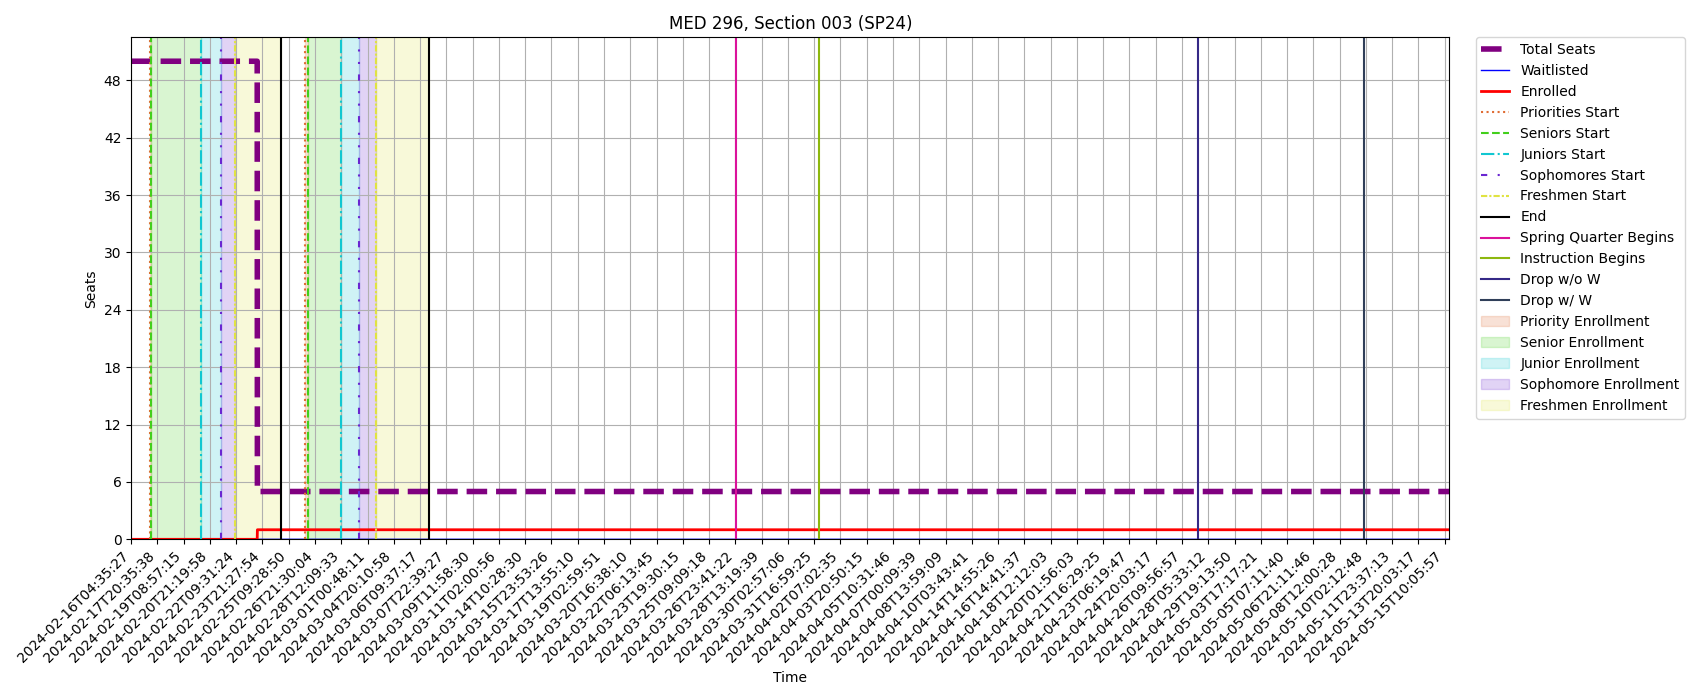 MED 296, Section 003 (SP24)
Seats
48
42
36
30
24
18
12
6
0
2024-02-16T04:35:27
2024-02-17T20:35:38
2024-02-19T08:57:15
2024-02-20T21:19:58
2024-02-22T09:31:24
2024-02-23T21:27:54
2024-02-25T09:28:50
2024-02-26T21:30:04
2024-02-28T12:09:33
2024-03-01T00:48:11
2024-03-04T20:10:58
2024-03-06T09:37:17
2024-03-07T22:39:27
2024-03-09T11:58:30
2024-03-11T02:00:56
2024-03-14T10:28:30
2024-03-15T23:53:26
2024-03-17T13:55:10
2024-03-19T02:59:51
2024-03-20T16:38:10
2024-03-22T06:13:45
2024-03-23T19:30:15
2024-03-25T09:09:18
2024-03-26T23:41:22
2024-03-28T13:19:39
2024-03-30T02:57:06
2024-03-31T16:59:25
2024-04-02T07:02:35
2024-04-03T20:50:15
2024-04-05T10:31:46
2024-04-07T00:09:39
2024-04-08T13:59:09
2024-04-10T03:43:41
2024-04-14T14:55:26
2024-04-16T14:41:37
2024-04-18T12:12:03
2024-04-20T01:56:03
2024-04-21T16:29:25
2024-04-23T06:19:47
2024-04-24T20:03:17
2024-04-26T09:56:57
2024-04-28T05:33:12
2024-04-29T19:13:50
2024-05-03T17:17:21
2024-05-05T07:11:40
2024-05-06T21:11:46
2024-05-08T12:00:28
2024-05-10T02:12:48
2024-05-11T23:37:13
2024-05-13T20:03:17
2024-05-15T10:05:57
Time
Total Seats
Waitlisted
Enrolled
Priorities Start
Seniors Start
Juniors Start
Sophomores Start
Freshmen Start
End
Spring Quarter Begins
Instruction Begins
Drop w/o W
Drop w/ W
Priority Enrollment
Senior Enrollment
Junior Enrollment
Sophomore Enrollment
Freshmen Enrollment